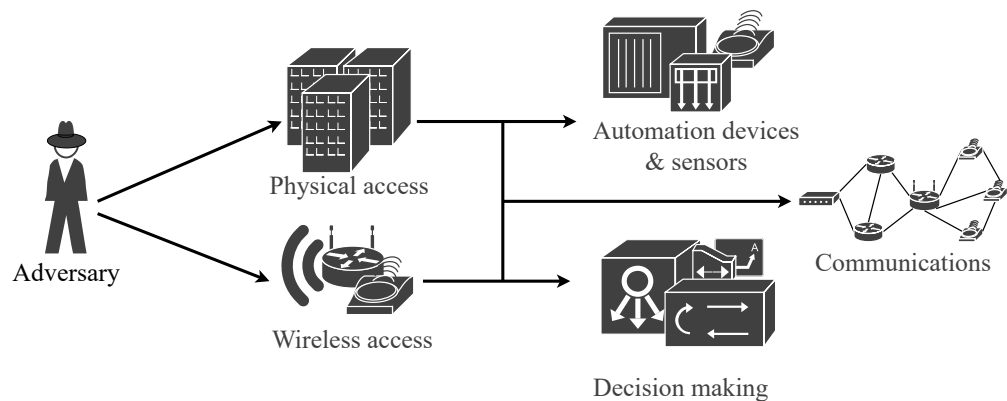 Automation devices
& sensors
Physical access
Adversary
Communications
Wireless access
A
Decision making